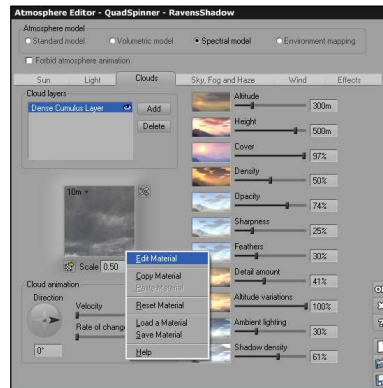 Atmosphere Editor - QuadSpinner - RavensShadow
Atmosphere model
Standard model Volumetric model Spectral model Environment mapping
Forbid atmosphere animation
Sun Light Clouds Sky, Fog and Haze Wind Effects
Cloud layers
Dense Cumulus Layer
Add
Delete
10m
Scale 0.50
Cloud animation
Direction
Velocity
Rate of change
0°
Edit Material
Copy Material
Paste Material
Reset Material
Load a Material
Save Material
Help
Altitude
300m
Height
500m
Cover
97%
Density
50%
Opacity
74%
Sharpness
25%
Feathers
30%
Detail amount
41%
Altitude variations
100%
Ambient lighting
30%
Shadow density
61%